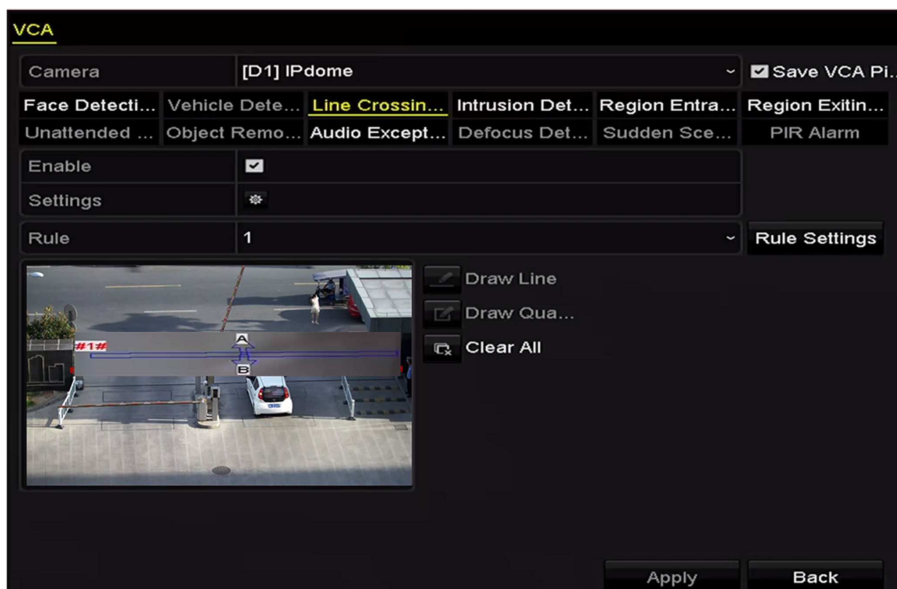 VCA
Camera [D1] IPdome Save VCA Pi..
Face Detecti... Vehicle Dete... Line Crossin... Intrusion Det... Region Entra... Region Exitin...
Unattended ... Object Remo... Audio Except... Defocus Det... Sudden Sce... PIR Alarm
Enable
Settings
Rule 1 Rule Settings
Draw Line
Draw Qua...
Clear All
#1#
A
B
Apply Back